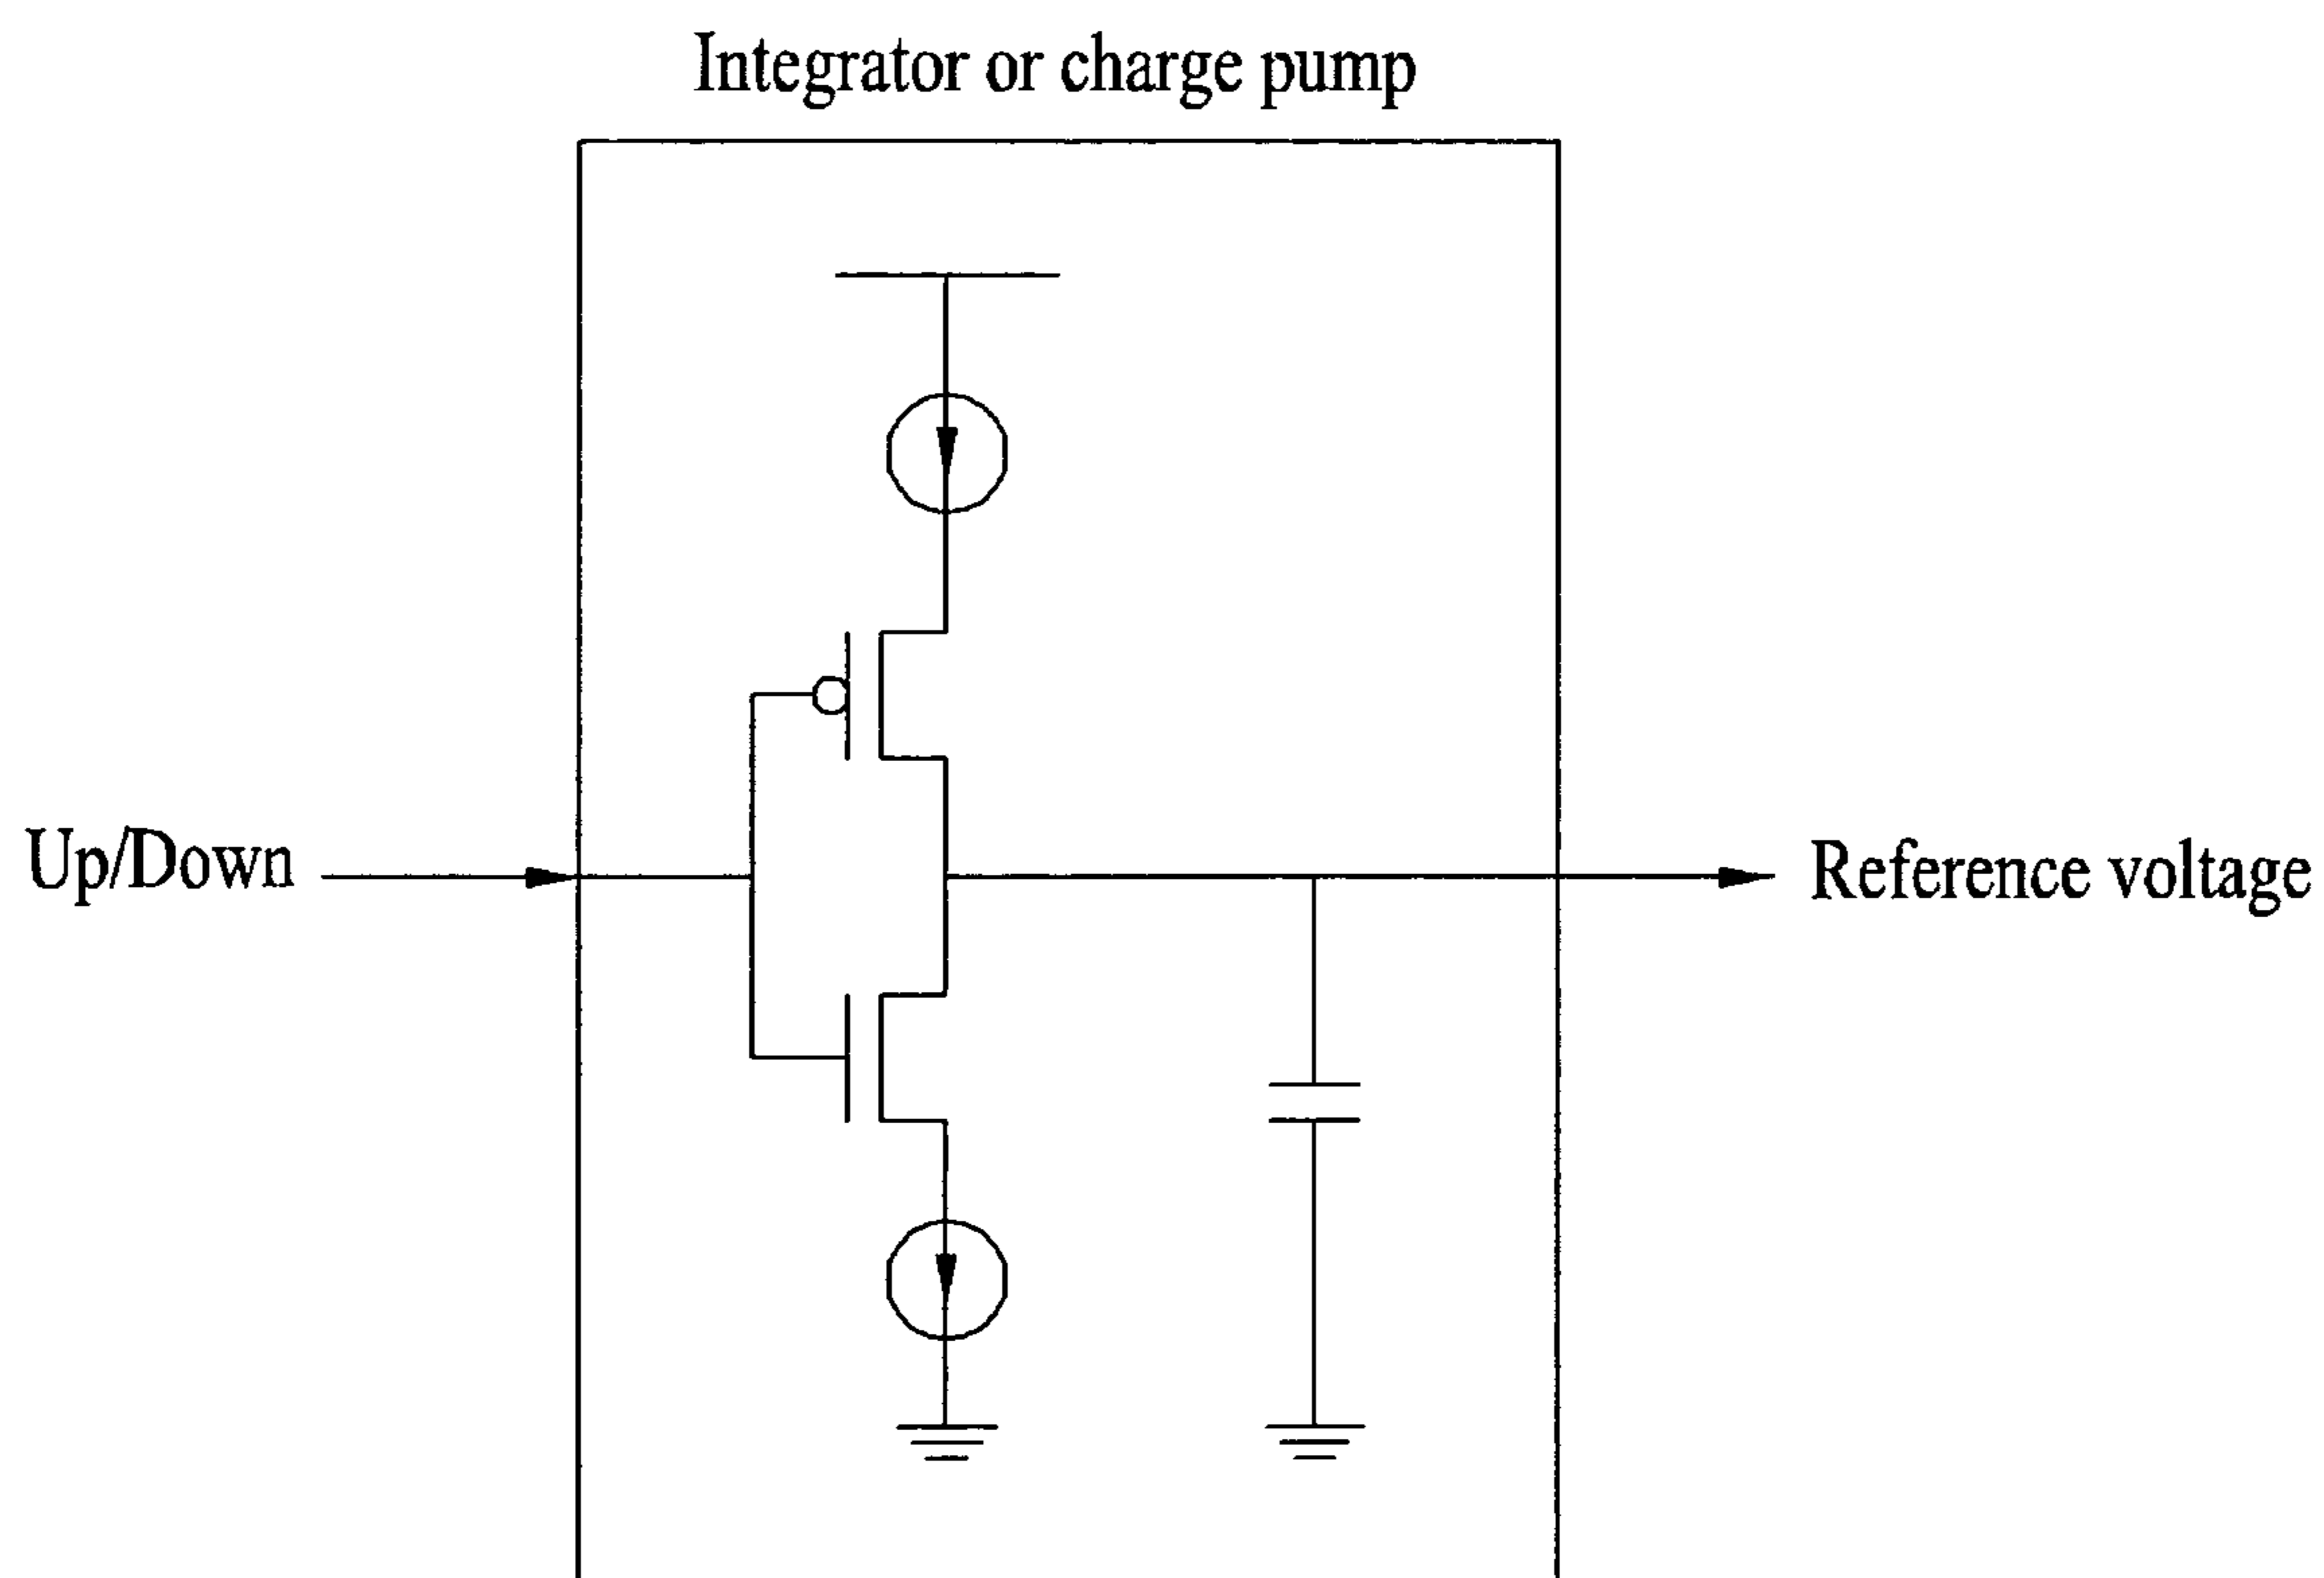 Integrator or charge pump
Up/Down
Reference voltage